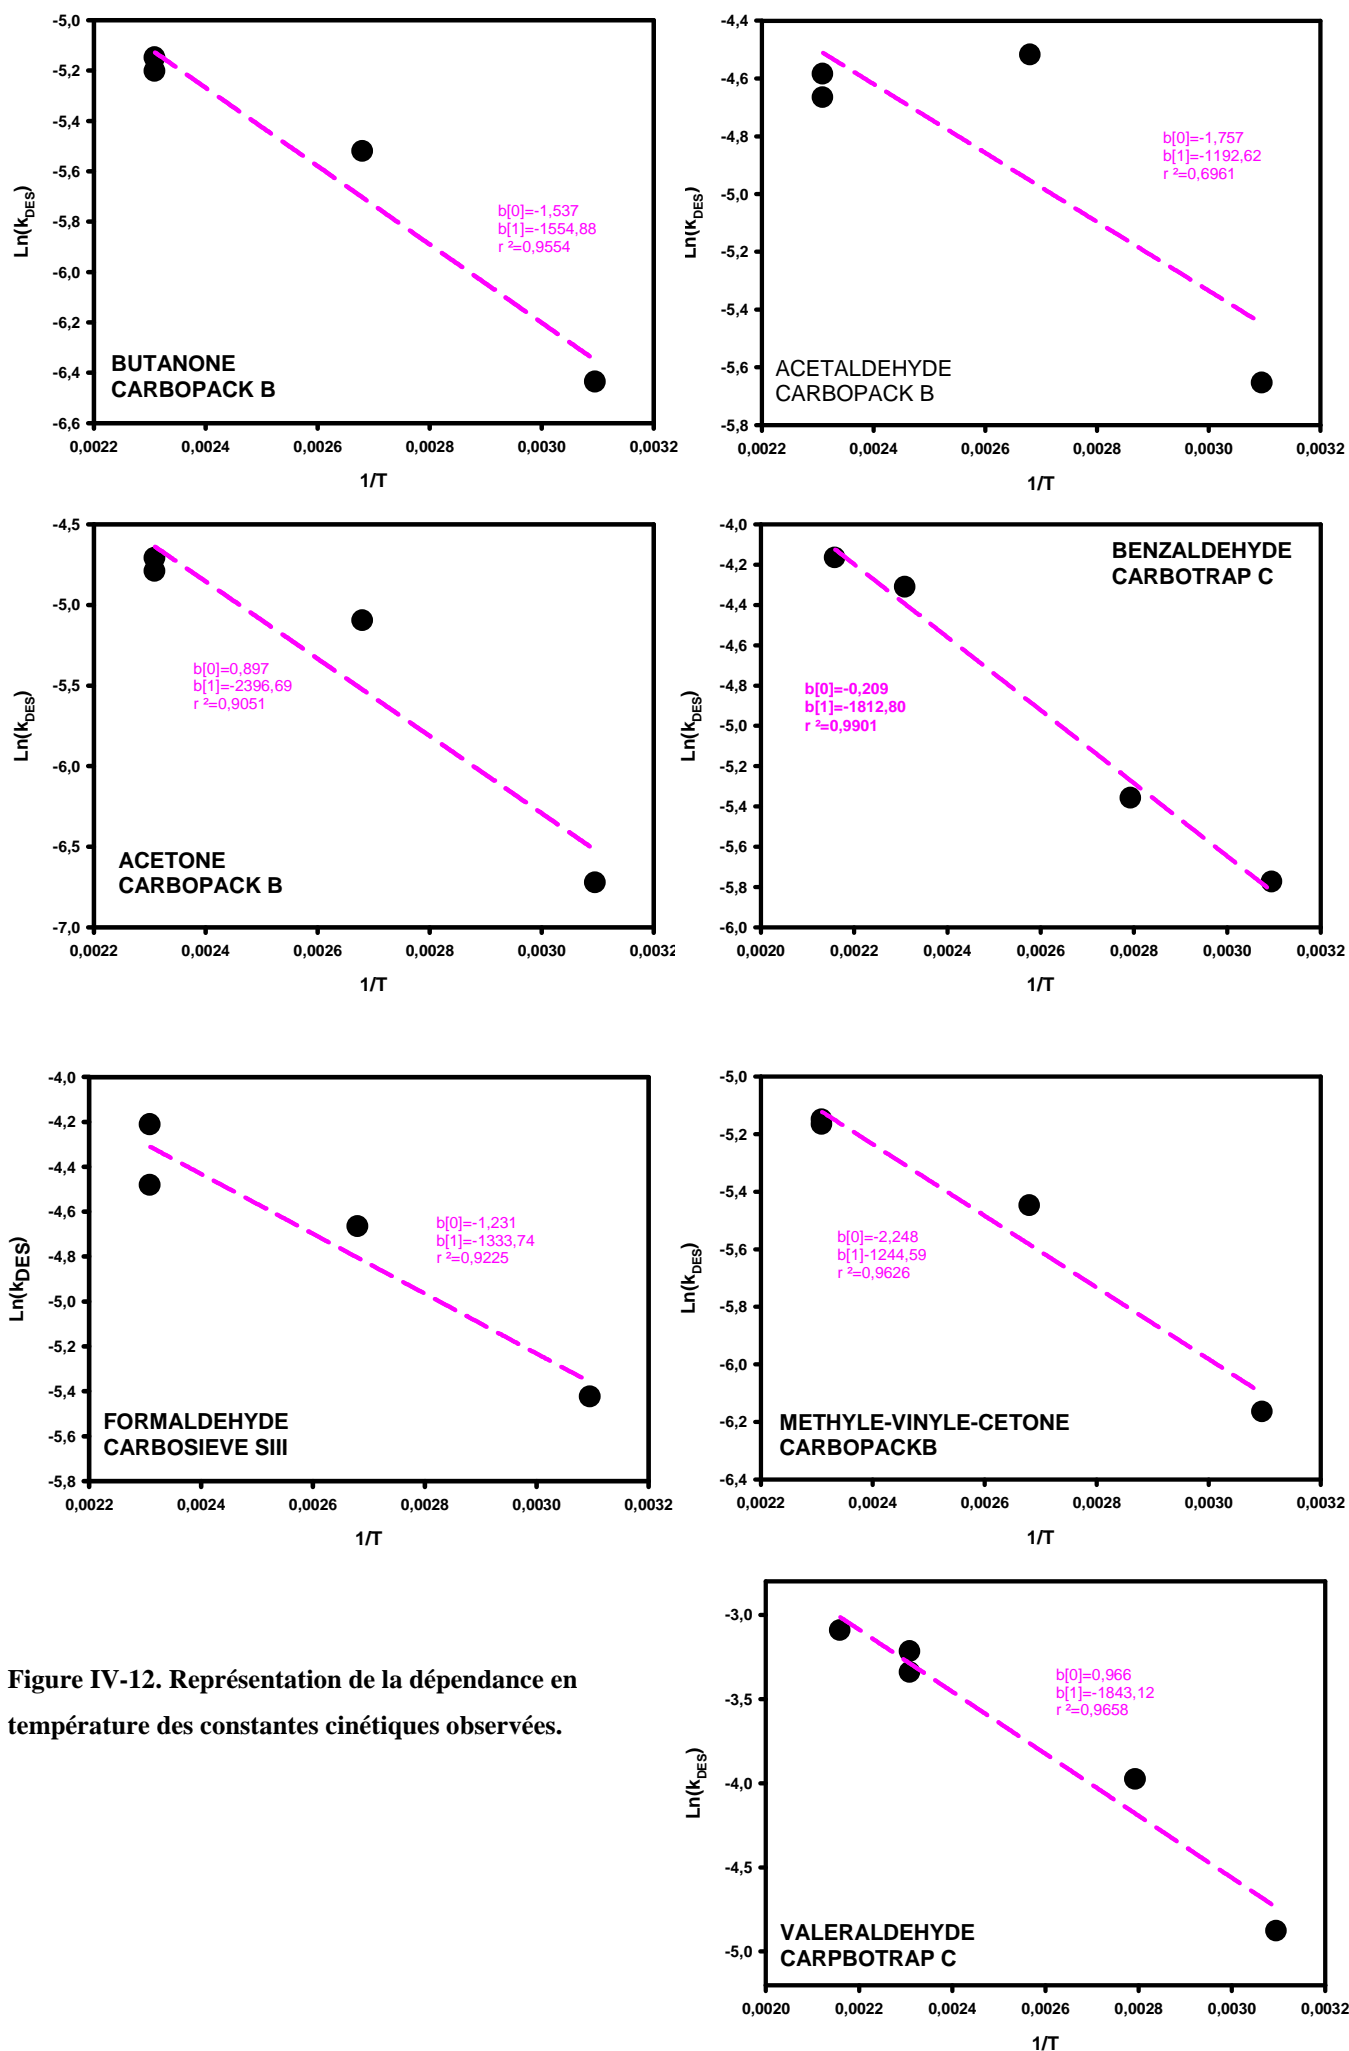 -5,0
-5,2
-5,4
-5,6
-5,8
-6,0
-6,2
-6,4
-6,6
Ln(kDES)
b[0]=-1,537
b[1]=-1554,88
r ²=0,9554
BUTANONE
CARBOPACK B
0,0022 0,0024 0,0026 0,0028 0,0030 0,0032
1/T
-4,4
-4,6
-4,8
-5,0
-5,2
-5,4
-5,6
-5,8
Ln(kDES)
b[0]=-1,757
b[1]=-1192,62
r ²=0,6961
ACETALDEHYDE
CARBOPACK B
0,0022 0,0024 0,0026 0,0028 0,0030 0,0032
1/T
-4,5
-5,0
-5,5
-6,0
-6,5
-7,0
Ln(kDES)
b[0]=0,897
b[1]=-2396,69
r ²=0,9051
ACETONE
CARBOPACK B
0,0022 0,0024 0,0026 0,0028 0,0030 0,0032
1/T
-4,0
-4,2
-4,4
-4,6
-4,8
-5,0
-5,2
-5,4
-5,6
-5,8
-6,0
Ln(kDES)
BENZALDEHYDE
CARBOTRAP C
b[0]=-0,209
b[1]=-1812,80
r ²=0,9901
0,0020 0,0022 0,0024 0,0026 0,0028 0,0030 0,0032
1/T
-4,0
-4,2
-4,4
-4,6
-4,8
-5,0
-5,2
-5,4
-5,6
-5,8
Ln(kDES)
b[0]=-1,231
b[1]=-1333,74
r ²=0,9225
FORMALDEHYDE
CARBOSIEVE SIII
0,0022 0,0024 0,0026 0,0028 0,0030 0,0032
1/T
-5,0
-5,2
-5,4
-5,6
-5,8
-6,0
-6,2
-6,4
Ln(kDES)
b[0]=-2,248
b[1]-1244,59
r ²=0,9626
METHYLE-VINYLE-CETONE
CARBOPACKB
0,0022 0,0024 0,0026 0,0028 0,0030 0,0032
1/T
Figure IV-12. Représentation de la dépendance en
température des constantes cinétiques observées.
-3,0
-3,5
-4,0
-4,5
-5,0
Ln(kDES)
b[0]=0,966
b[1]=-1843,12
r ²=0,9658
VALERALDEHYDE
CARPBOTRAP C
0,0020 0,0022 0,0024 0,0026 0,0028 0,0030 0,0032
1/T